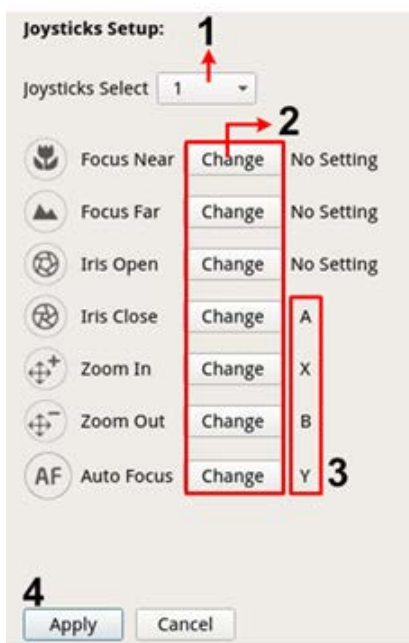 Joysticks Setup:
1
Joysticks Select 1
2
Focus Near Change No Setting
Focus Far Change No Setting
Iris Open Change No Setting
Iris Close Change A
Zoom In Change X
Zoom Out Change B
AF Auto Focus Change Y 3
4
Apply Cancel